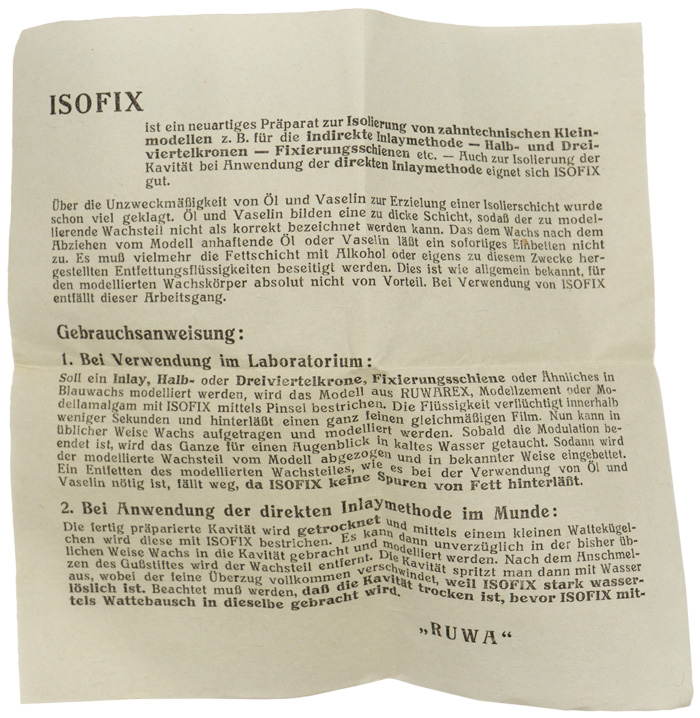 ISOFIX
ist ein neuartiges Präparat zur Isolierung von zahntechnischen Klein-
modellen z. B. für die indirekte Inlaymethode — Halb- und Drei-
viertelkronen — Fixierungsschienen etc. — Auch zur Isolierung der
Kavität bei Anwendung der direkten Inlaymethode eignet sich ISOFIX
gut.
Über die Unzweckmäßigkeit von Öl und Vaselin zur Erzielung einer Isolierschicht wurde
schon viel geklagt. Öl und Vaselin bilden eine zu dicke Schicht, sodaß der zu model-
lierende Wachsteil nicht als korrekt bezeichnet werden kann. Das dem Wachs nach dem
Abziehen vom Modell anhaftende Öl oder Vaselin läßt ein sofortiges Einbetten nicht
zu. Es muß vielmehr die Fettschicht mit Alkohol oder eigens zu diesem Zwecke her-
gestellten Entfettungsflüssigkeiten beseitigt werden. Dies ist wie allgemein bekannt, für
den modellierten Wachskörper absolut nicht von Vorteil. Bei Verwendung von ISOFIX
entfällt dieser Arbeitsgang.
Gebrauchsanweisung:
1. Bei Verwendung im Laboratorium:
Soll ein Inlay, Halb- oder Dreiviertelkrone, Fixierungsschiene oder Ähnliches in
Blauwachs modelliert werden, wird das Modell aus RUWAREX, Modellzement oder Mo-
dellamalgam mit ISOFIX mittels Pinsel bestrichen. Die Flüssigkeit verflüchtigt innerhalb
weniger Sekunden und hinterläßt einen ganz feinen gleichmäßigen Film. Nun kann in
üblicher Weise Wachs aufgetragen und modelliert werden. Sobald die Modulation be-
endet ist, wird das Ganze für einen Augenblick in kaltes Wasser getaucht. Sodann wird
der modellierte Wachsteil vom Modell abgezogen und in bekannter Weise eingebettet.
Ein Entfetten des modellierten Wachsteiles, wie es bei der Verwendung von Öl und
Vaselin nötig ist, fällt weg, da ISOFIX keine Spuren von Fett hinterläßt.
2. Bei Anwendung der direkten Inlaymethode im Munde:
Die fertig präparierte Kavität wird getrocknet und mittels einem kleinen Wattekügel-
chen wird diese mit ISOFIX bestrichen. Es kann dann unverzüglich in der bisher üb-
lichen Weise Wachs in die Kavität gebracht und modelliert werden. Nach dem Anschmel-
zen des Gußstiftes wird der Wachsteil entfernt. Die Kavität spritzt man dann mit Wasser
aus, wobei der feine Überzug vollkommen verschwindet, weil ISOFIX stark wasser-
löslich ist. Beachtet muß werden, daß die Kavität trocken ist, bevor ISOFIX mit-
tels Wattebausch in dieselbe gebracht wird.
„RUWA“